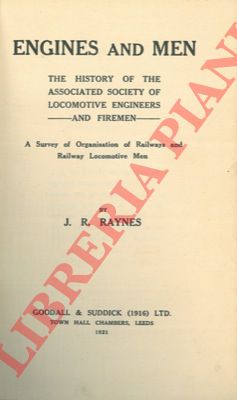 ENGINES AND MEN
THE HISTORY OF THE
ASSOCIATED SOCIETY OF
LOCOMOTIVE ENGINEERS
AND FIREMEN
A Survey of Organisation of Railways and
Railway Locomotive Men
BY
J. R. RAYNES
GOODALL & SUDDICK (1916) LTD.
TOWN HALL CHAMBERS, LEEDS
1921
LIBRERIA PIANI